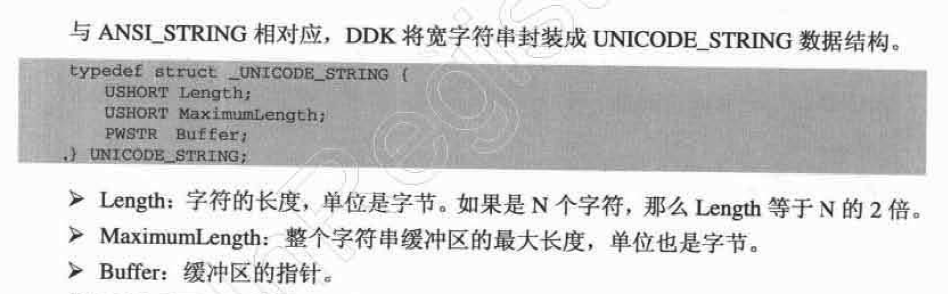 与 ANSI_STRING 相对应，DDK 将宽字符串封装成 UNICODE_STRING 数据结构。
typedef struct _UNICODE_STRING {
USHORT Length;
USHORT MaximumLength;
PWSTR Buffer;
} UNICODE_STRING;
➤ Length：字符的长度，单位是字节。如果是 N 个字符，那么 Length 等于 N 的 2 倍。
➤ MaximumLength：整个字符串缓冲区的最大长度，单位也是字节。
➤ Buffer：缓冲区的指针。